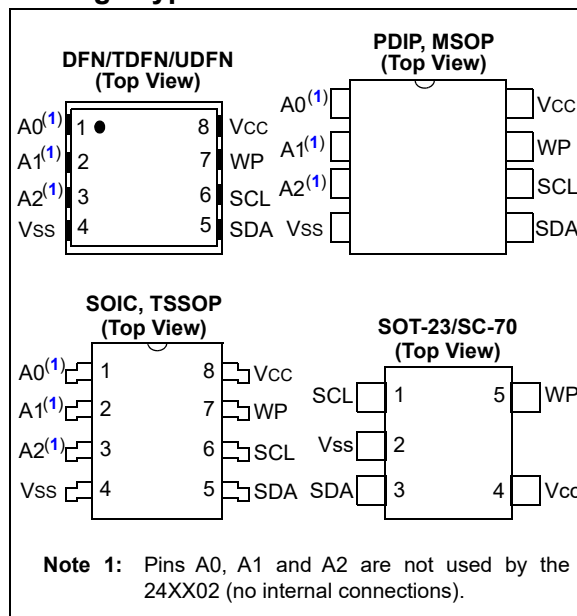 DFN/TDFN/UDFN
(Top View)
A0(1) 1 8 VCC
A1(1) 2 7 WP
A2(1) 3 6 SCL
VSS 4 5 SDA
PDIP, MSOP
(Top View)
A0(1) VCC
A1(1) WP
A2(1) SCL
VSS SDA
SOIC, TSSOP
(Top View)
A0(1) 1 8 VCC
A1(1) 2 7 WP
A2(1) 3 6 SCL
VSS 4 5 SDA
SOT-23/SC-70
(Top View)
SCL 1 5 WP
Vss 2
SDA 3 4 Vcc
Note 1: Pins A0, A1 and A2 are not used by the
24XX02 (no internal connections).